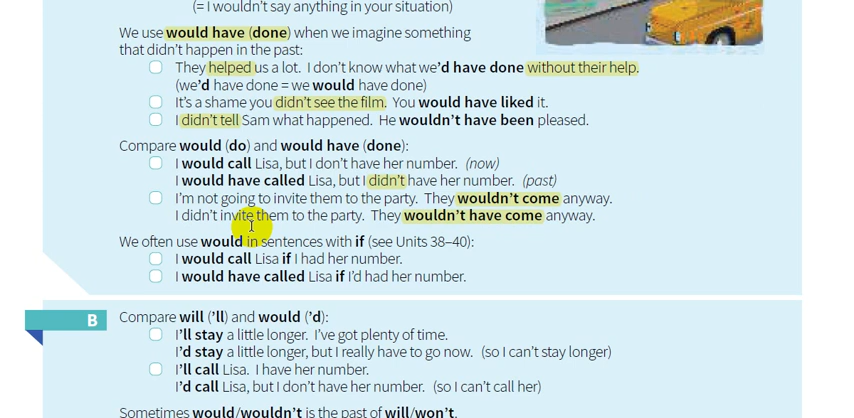 (= I wouldn't say anything in your situation)
We use would have (done) when we imagine something
that didn't happen in the past:
They helped us a lot. I don't know what we'd have done without their help.
(we'd have done = we would have done)
It's a shame you didn't see the film. You would have liked it.
I didn't tell Sam what happened. He wouldn't have been pleased.
Compare would (do) and would have (done):
I would call Lisa, but I don't have her number. (now)
I would have called Lisa, but I didn't have her number. (past)
I'm not going to invite them to the party. They wouldn't come anyway.
I didn't invite them to the party. They wouldn't have come anyway.
We often use would in sentences with if (see Units 38–40):
I would call Lisa if I had her number.
I would have called Lisa if I'd had her number.
B
Compare will ('ll) and would ('d):
I'll stay a little longer. I've got plenty of time.
I'd stay a little longer, but I really have to go now. (so I can't stay longer)
I'll call Lisa. I have her number.
I'd call Lisa, but I don't have her number. (so I can't call her)
Sometimes would/wouldn't is the past of will/won't.